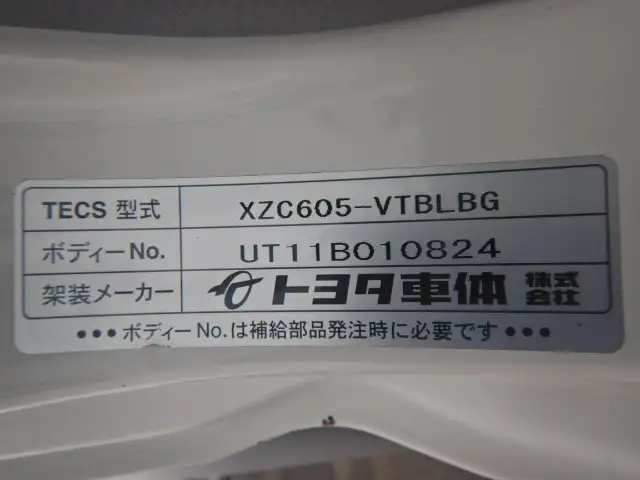 TECS 型式 XZC605-VTBLBG
ボディーNo. UT11B010824
架装メーカー トヨタ車体 株式会社
●●●ボディーNo.は補給部品発注時に必要です●●●